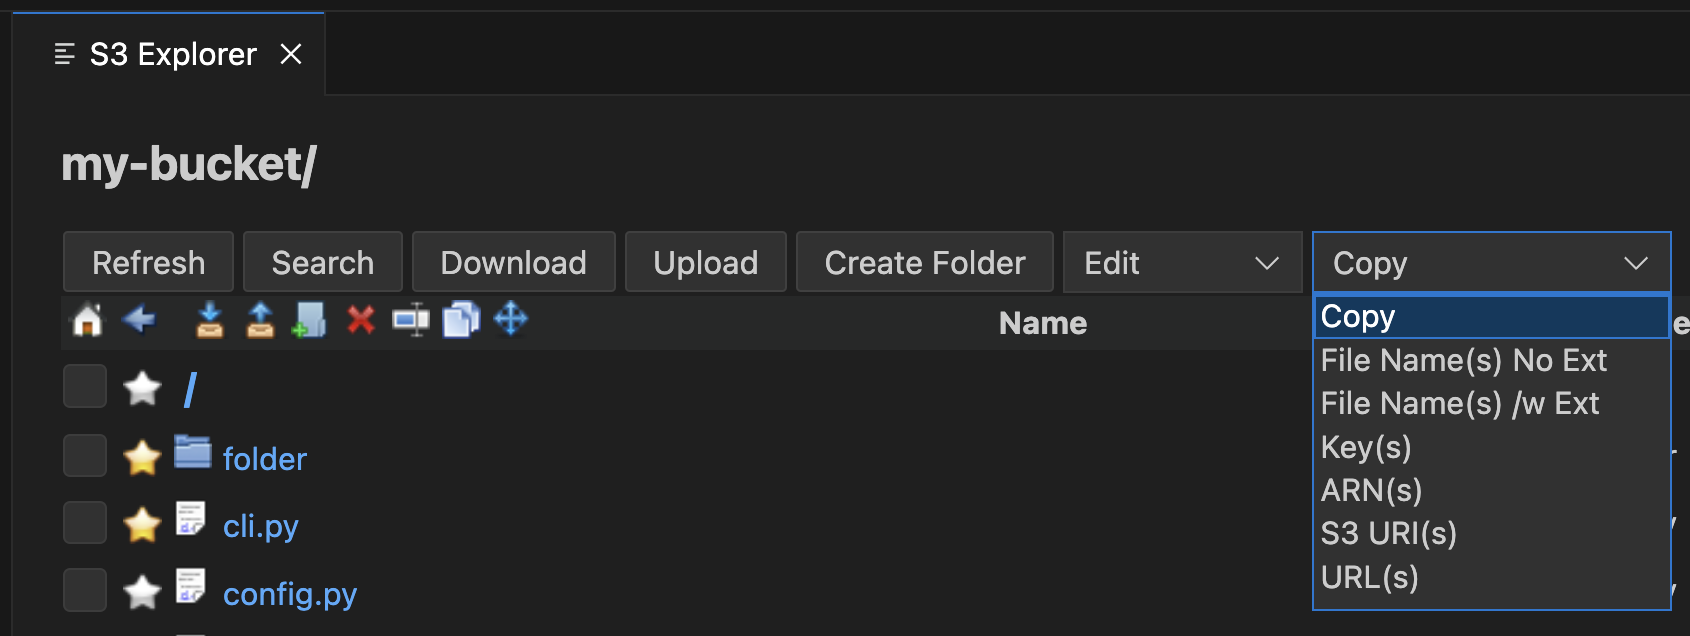 S3 Explorer
my-bucket/
Refresh Search Download Upload Create Folder Edit Copy
Name
Copy
File Name(s) No Ext
File Name(s) /w Ext
Key(s)
ARN(s)
S3 URI(s)
URL(s)
/
folder
cli.py
config.py